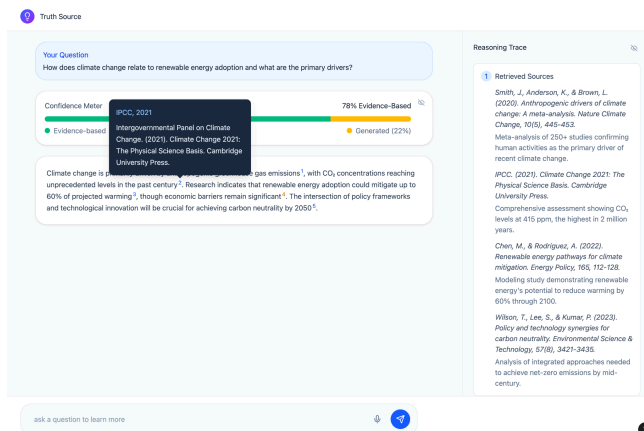 Truth Source
Your Question
How does climate change relate to renewable energy adoption and what are the primary drivers?
Confidence Meter
78% Evidence-Based
Evidence-based
Generated (22%)
IPCC, 2021
Intergovernmental Panel on Climate
Change. (2021). Climate Change 2021:
The Physical Science Basis. Cambridge
University Press.
Climate change is gas emissions¹, with CO₂ concentrations reaching
unprecedented levels in the past century². Research indicates that renewable energy adoption could mitigate up to
60% of projected warming³, though economic barriers remain significant⁴. The intersection of policy frameworks
and technological innovation will be crucial for achieving carbon neutrality by 2050⁵.
ask a question to learn more
Reasoning Trace
1 Retrieved Sources
Smith, J., Anderson, K., & Brown, L.
(2020). Anthropogenic drivers of climate
change: A meta-analysis. Nature Climate
Change, 10(5), 445-453.
Meta-analysis of 250+ studies confirming
human activities as the primary driver of
recent climate change.
IPCC. (2021). Climate Change 2021: The
Physical Science Basis. Cambridge
University Press.
Comprehensive assessment showing CO₂
levels at 415 ppm, the highest in 2 million
years.
Chen, M., & Rodriguez, A. (2022).
Renewable energy pathways for climate
mitigation. Energy Policy, 165, 112-128.
Modeling study demonstrating renewable
energy's potential to reduce warming by
60% through 2100.
Wilson, T., Lee, S., & Kumar, P. (2023).
Policy and technology synergies for
carbon neutrality. Environmental Science &
Technology, 57(8), 3421-3435.
Analysis of integrated approaches needed
to achieve net-zero emissions by mid-
century.